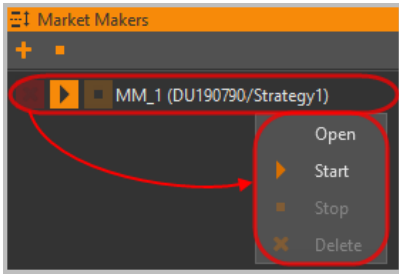 Market Makers
MM_1 (DU190790/Strategy1)
Open
Start
Stop
Delete